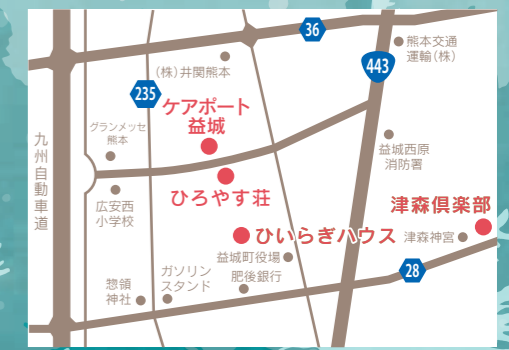 36
熊本交通
運輸(株)
(株)井関熊本
443
235
ケアポート
益城
グランメッセ
熊本
九州自動車道
益城西原
消防署
ひろやす荘
広安西
小学校
津森倶楽部
ひいらぎハウス
津森神宮
益城町役場
28
ガソリン
スタンド
肥後銀行
惣領
神社